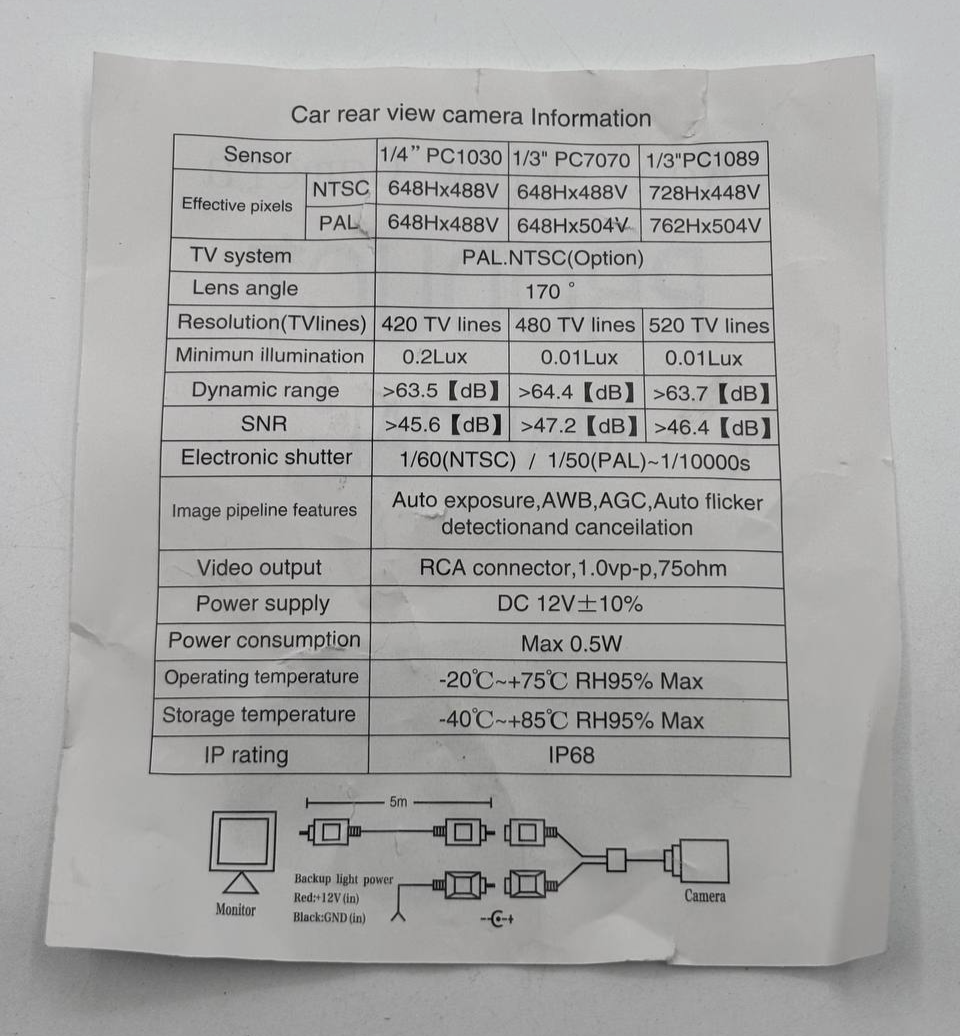 Car rear view camera Information
Sensor 1/4” PC1030 1/3" PC7070 1/3"PC1089
Effective pixels NTSC 648Hx488V 648Hx488V 728Hx448V
PAL 648Hx488V 648Hx504V 762Hx504V
TV system PAL.NTSC(Option)
Lens angle 170 °
Resolution(TVlines) 420 TV lines 480 TV lines 520 TV lines
Minimun illumination 0.2Lux 0.01Lux 0.01Lux
Dynamic range >63.5【dB】 >64.4【dB】 >63.7【dB】
SNR >45.6【dB】 >47.2【dB】 >46.4【dB】
Electronic shutter 1/60(NTSC) / 1/50(PAL)~1/10000s
Image pipeline features Auto exposure,AWB,AGC,Auto flicker
detectionand canceilation
Video output RCA connector,1.0vp-p,75ohm
Power supply DC 12V±10%
Power consumption Max 0.5W
Operating temperature -20℃~+75℃ RH95% Max
Storage temperature -40℃~+85℃ RH95% Max
IP rating IP68
5m
Monitor
Backup light power
Red:+12V(in)
Black:GND(in)
Camera